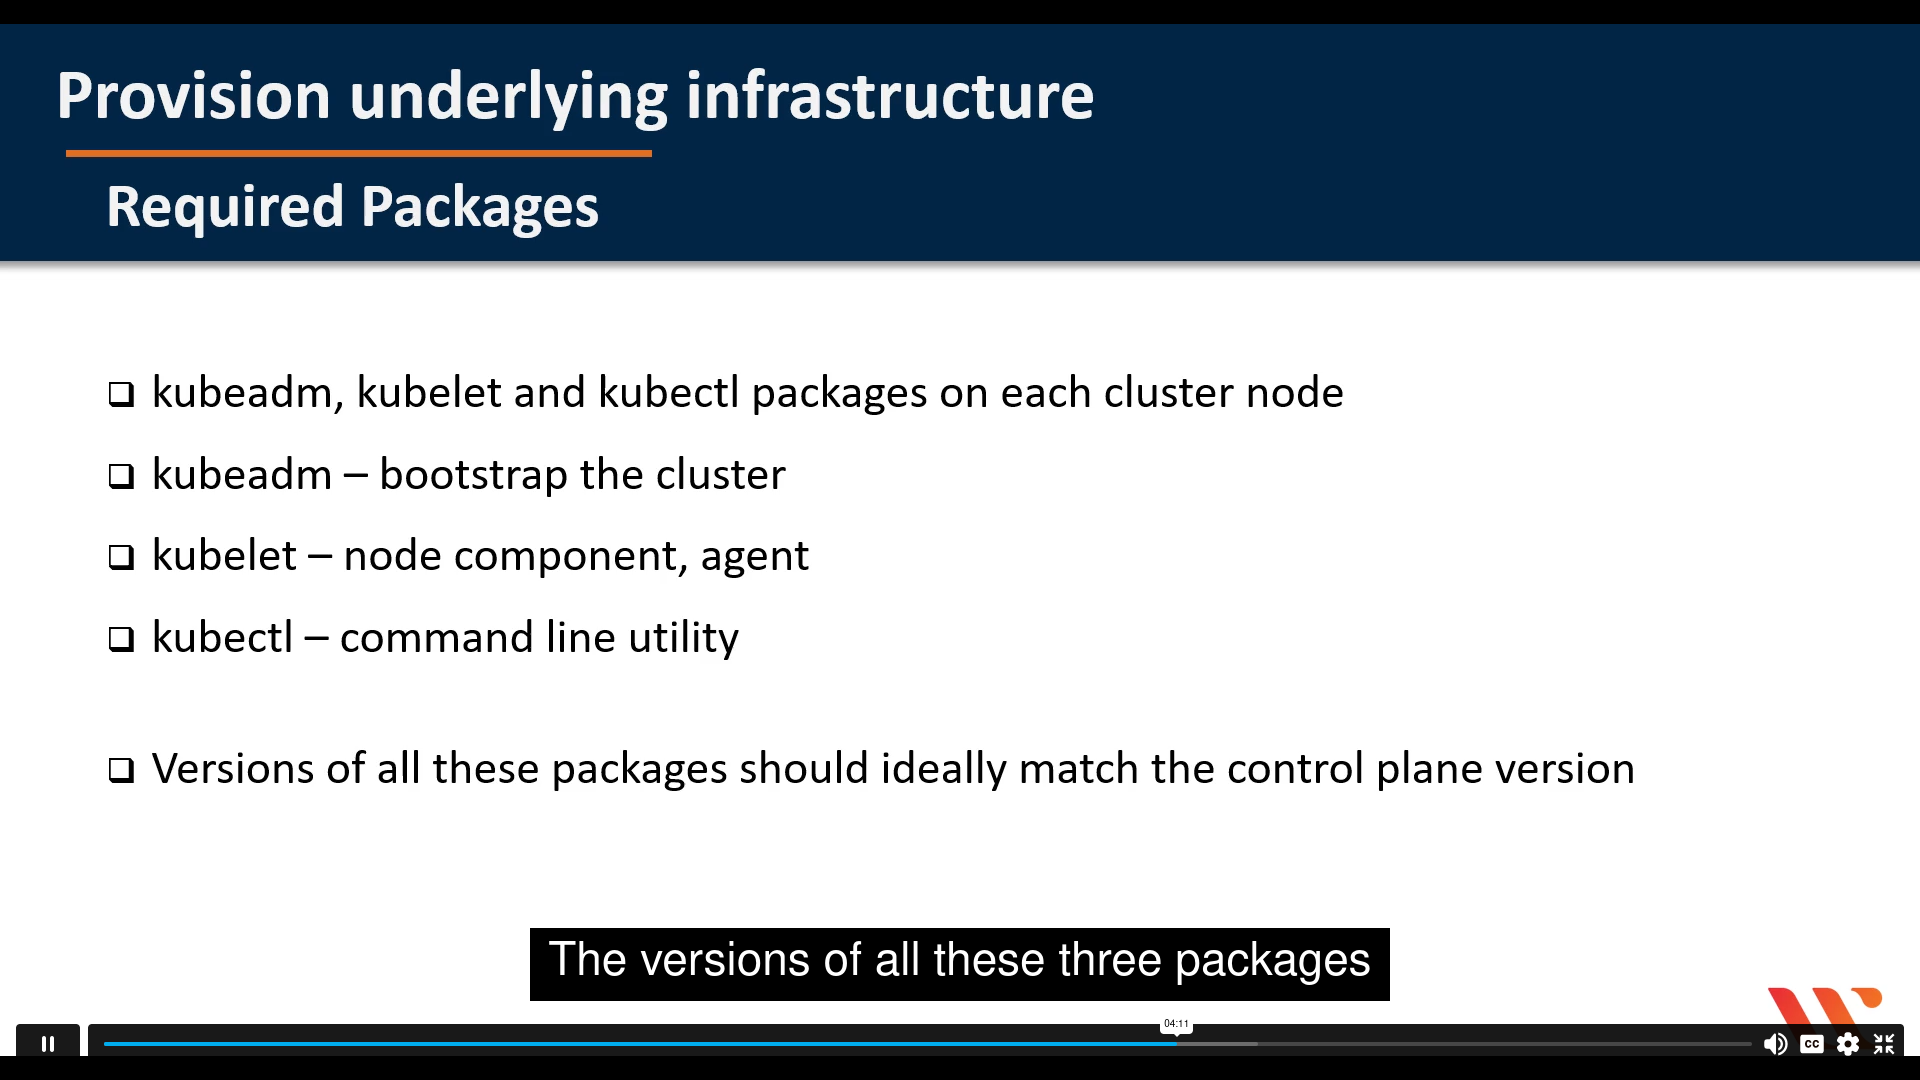 Provision underlying infrastructure
Required Packages
kubeadm, kubelet and kubectl packages on each cluster node
kubeadm – bootstrap the cluster
kubelet – node component, agent
kubectl – command line utility
Versions of all these packages should ideally match the control plane version
The versions of all these three packages
04:11
CC